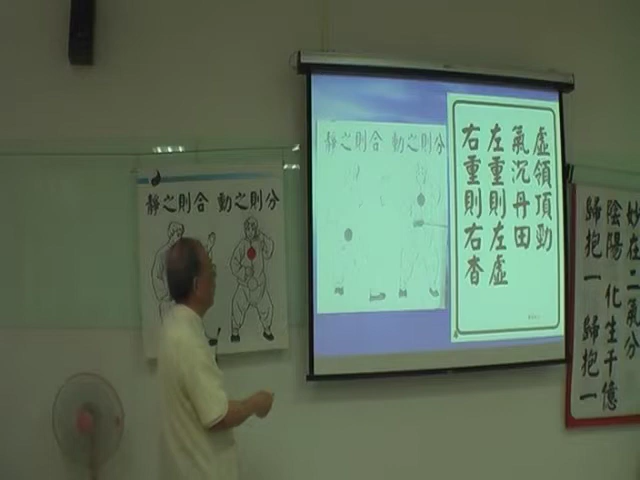 靜之則合 動之則分
靜之則合 動之則分
虛領頂勁
氣沉丹田
左重則左虛
右重則右杳
妙在二氣分
陰陽化生千億
歸抱一歸抱一